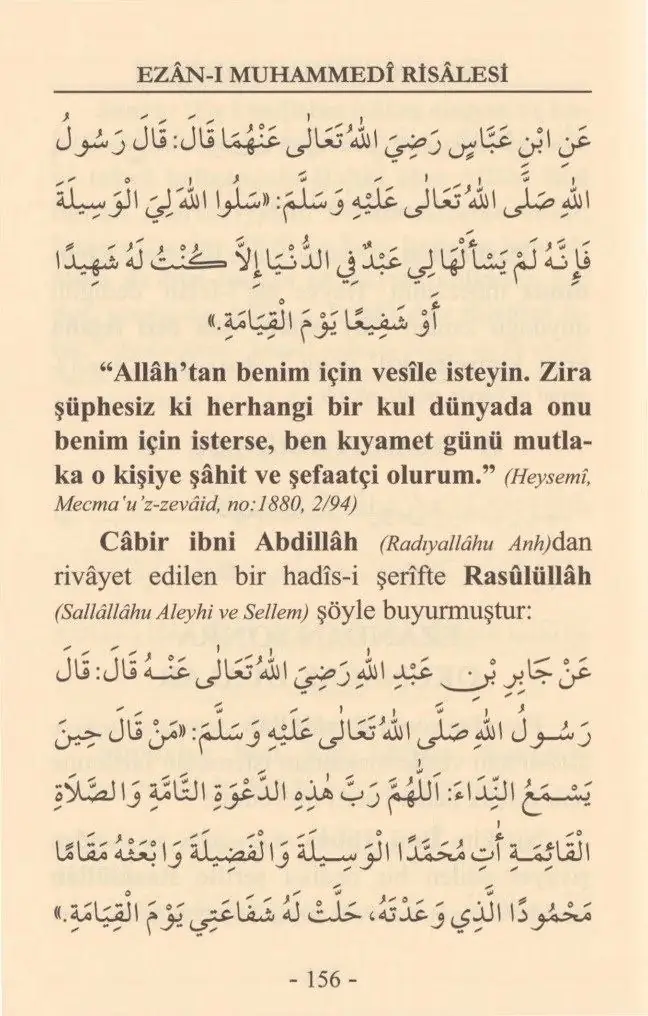 EZÂN-I MUHAMMEDÎ RİSÂLESİ
عَنِ ابْنِ عَبَّاسٍ رَضِيَ اللّٰهُ تَعَالٰى عَنْهُمَا قَالَ: قَالَ رَسُولُ
اللّٰهِ صَلَّى اللّٰهُ تَعَالٰى عَلَيْهِ وَسَلَّمَ: «سَلُوا اللّٰهَ لِيَ الْوَسِيلَةَ
فَإِنَّهُ لَمْ يَسْأَلْهَا لِي عَبْدٌ فِي الدُّنْيَا إِلاَّ كُنْتُ لَهُ شَهِيدًا
أَوْ شَفِيعًا يَوْمَ الْقِيَامَةِ.»
“Allâh’tan benim için vesîle isteyin. Zira
şüphesiz ki herhangi bir kul dünyada onu
benim için isterse, ben kıyamet günü mutla-
ka o kişiye şâhit ve şefaatçi olurum.” (Heysemî,
Mecma‘u’z-zevâid, no:1880, 2/94)
Câbir ibni Abdillâh (Radıyallâhu Anh)dan
rivâyet edilen bir hadîs-i şerîfte Rasûlüllâh
(Sallâllâhu Aleyhi ve Sellem) şöyle buyurmuştur:
عَنْ جَابِرِ بْنِ عَبْدِ اللّٰهِ رَضِيَ اللّٰهُ تَعَالٰى عَنْهُ قَالَ: قَالَ
رَسُولُ اللّٰهِ صَلَّى اللّٰهُ تَعَالٰى عَلَيْهِ وَسَلَّمَ: «مَنْ قَالَ حِينَ
يَسْمَعُ النِّدَاءَ: اَللّٰهُمَّ رَبَّ هٰذِهِ الدَّعْوَةِ التَّامَّةِ وَالصَّلَاةِ
الْقَائِمَةِ أٰتِ مُحَمَّدًا الْوَسِيلَةَ وَالْفَضِيلَةَ وَابْعَثْهُ مَقَامًا
مَحْمُودًا الَّذِي وَعَدْتَهُ، حَلَّتْ لَهُ شَفَاعَتِي يَوْمَ الْقِيَامَةِ.»
- 156 -